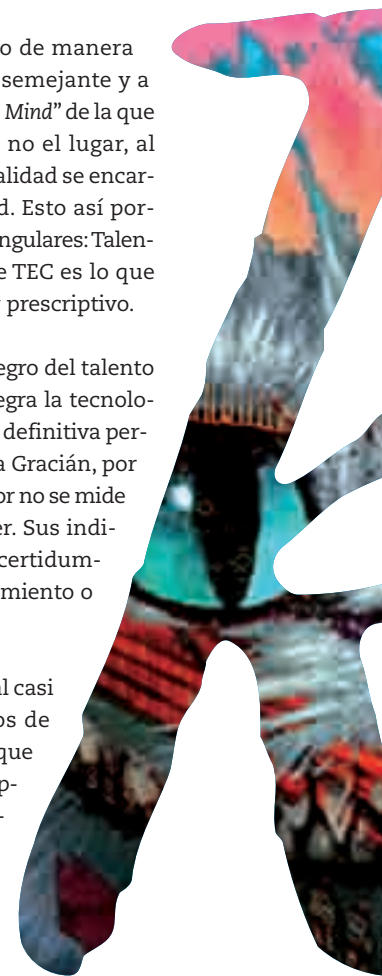 o de manera
semejante y a
Mind” de la que
no el lugar, al
alidad se encar-
d. Esto así por-
ngulares: Talen-
e TEC es lo que
prescriptivo.
egro del talento
egra la tecnolo-
definitiva per-
a Gracián, por
or no se mide
er. Sus indi-
certidum-
miento o
al casi
os de
que
p-
-